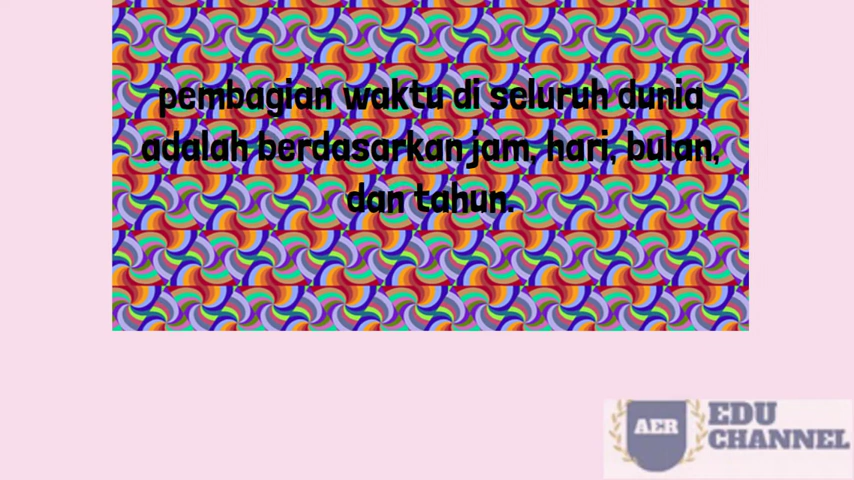 pembagian waktu di seluruh dunia
adalah berdasarkan jam, hari, bulan,
dan tahun.
AER
EDU
CHANNEL